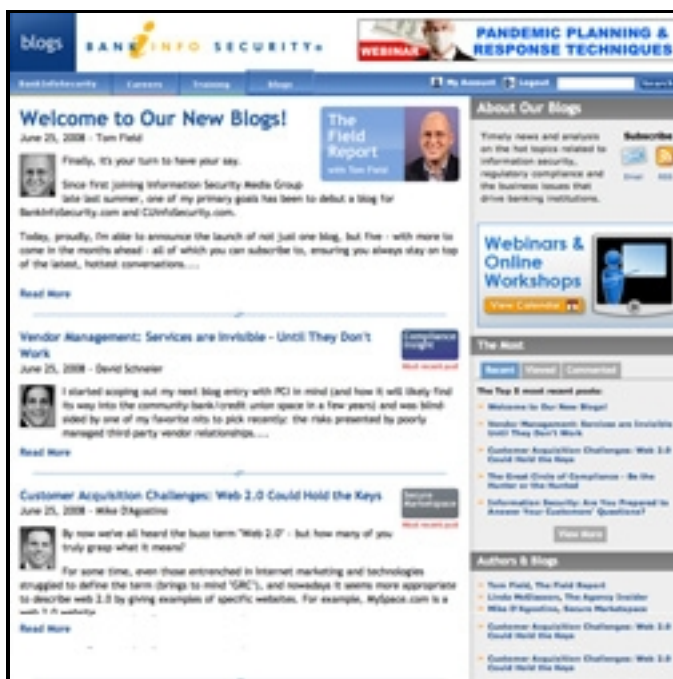 blogs
BANK INFO SECURITY
WEBINAR
PANDEMIC PLANNING &
RESPONSE TECHNIQUES
BankInfoSecurity
Careers
Training
blogs
My Account
Logout
Search
Welcome to Our New Blogs!
June 25, 2008 - Tom Field
The
Field
Report
with Tom Field
Finally, it's your turn to have your say.
Since first joining Information Security Media Group
late last summer, one of my primary goals has been to debut a blog for
BankInfoSecurity.com and CUInfoSecurity.com.
Today, proudly, I'm able to announce the launch of not just one blog, but five - with more to
come in the months ahead - all of which you can subscribe to, ensuring you always stay on top
of the latest, hottest conversations....
Read More
Vendor Management: Services are Invisible - Until They Don't
Work
June 25, 2008 - David Schneier
Compliance
Insight
Most recent post
I started scoping out my next blog entry with PCI in mind (and how it will likely find
its way into the community bank/credit union space in a few years) and was blind-
sided by one of my favorite nits to pick recently: the risks presented by poorly
managed third-party vendor relationships....
Read More
Customer Acquisition Challenges: Web 2.0 Could Hold the Keys
June 25, 2008 - Mike D'Agostino
Secure
Marketspace
Most recent post
By now we've all heard the buzz term "Web 2.0" - but how many of you
truly grasp what it means?
For some time, even those entrenched in Internet marketing and technologies
struggled to define the term (brings to mind "GRC"), and nowadays it seems more appropriate
to describe web 2.0 by giving examples of specific websites. For example, MySpace.com is a
web 2.0 website
Read More
About Our Blogs
Timely news and analysis
on the hot topics related to
information security,
regulatory compliance and
the business issues that
drive banking institutions.
Subscribe
Email
RSS
Webinars &
Online
Workshops
View Calendar
The Most
Recent
Viewed
Commented
The Top 5 most recent posts:
Welcome to Our New Blogs!
Vendor Management: Services are Invisible
Until They Don't Work
Customer Acquisition Challenges: Web 2.0
Could Hold the Keys
The Great Circle of Compliance - Be the
Hunter or the Hunted
Information Security: Are You Prepared to
Answer Your Customers' Questions?
View More
Authors & Blogs
Tom Field, The Field Report
Linda McGlasson, The Agency Insider
Mike D'Agostino, Secure Marketspace
Customer Acquisition Challenges: Web 2.0
Could Hold the Keys
Customer Acquisition Challenges: Web 2.0
Could Hold the Keys